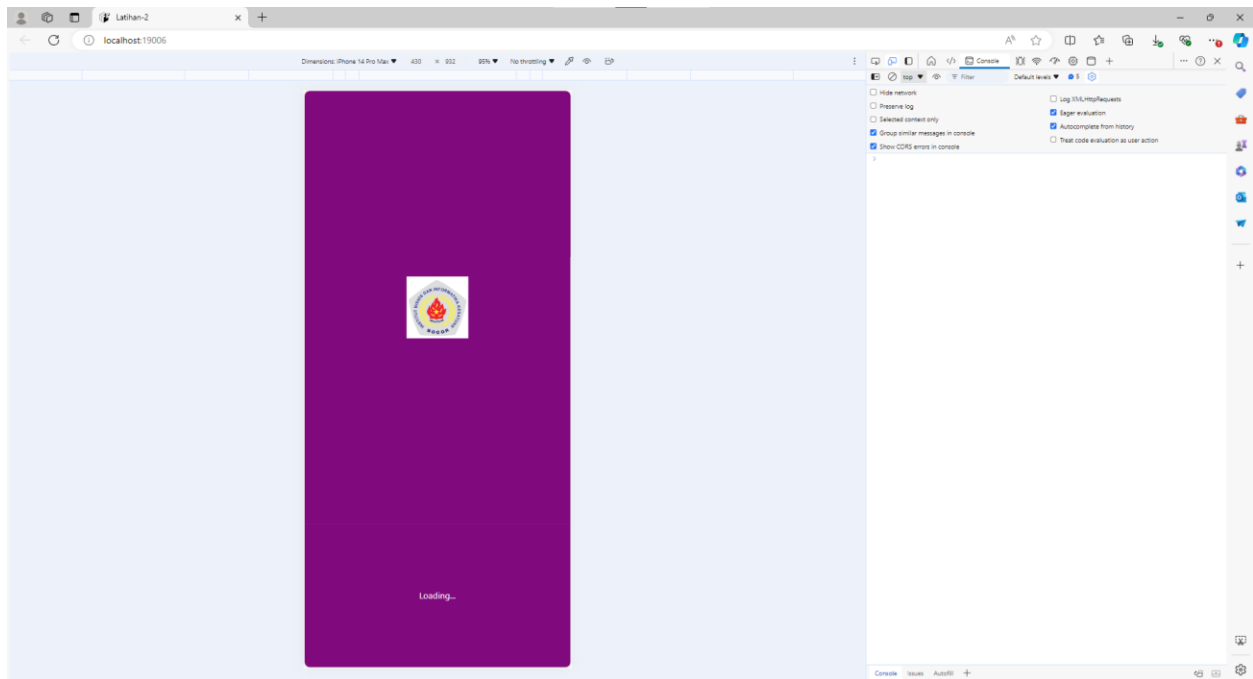 Latihan-2
localhost:19006
Dimensions: iPhone 14 Pro Max ▼ 430 × 932 95% ▼ No throttling ▼
Console
top ▼ Filter Default levels ▼ 5
Hide network
Log XMLHttpRequests
Preserve log
Eager evaluation
Selected context only
Autocomplete from history
Group similar messages in console
Treat code evaluation as user action
Show CORS errors in console
BOGOR
Loading...
Console Issues Autofill